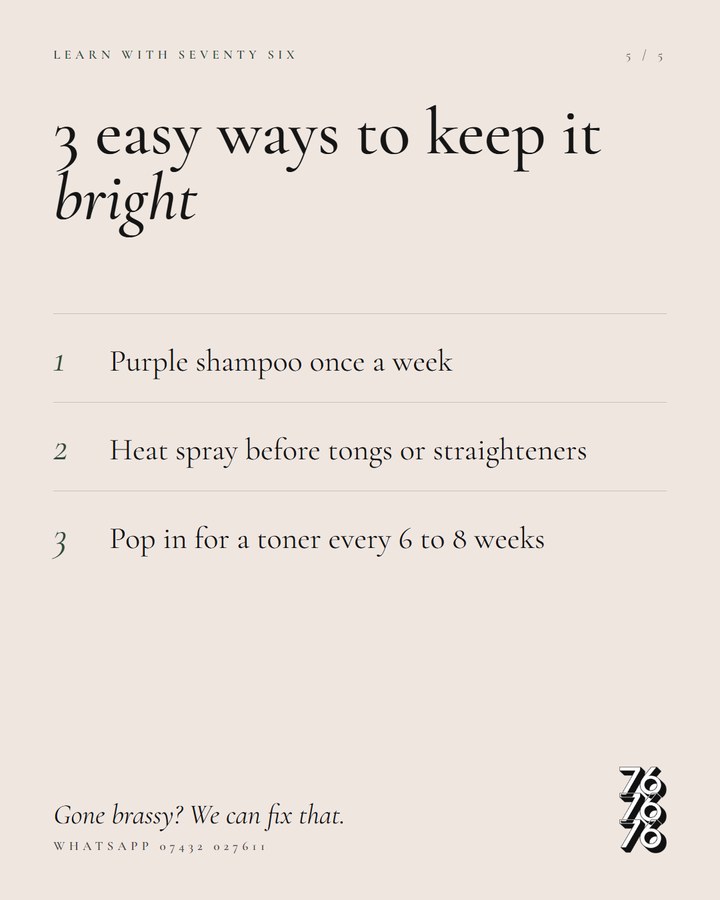 LEARN WITH SEVENTY SIX
5 / 5
3 easy ways to keep it
bright
1 Purple shampoo once a week
2 Heat spray before tongs or straighteners
3 Pop in for a toner every 6 to 8 weeks
Gone brassy? We can fix that.
WHATSAPP 07432 027611
76
76
76